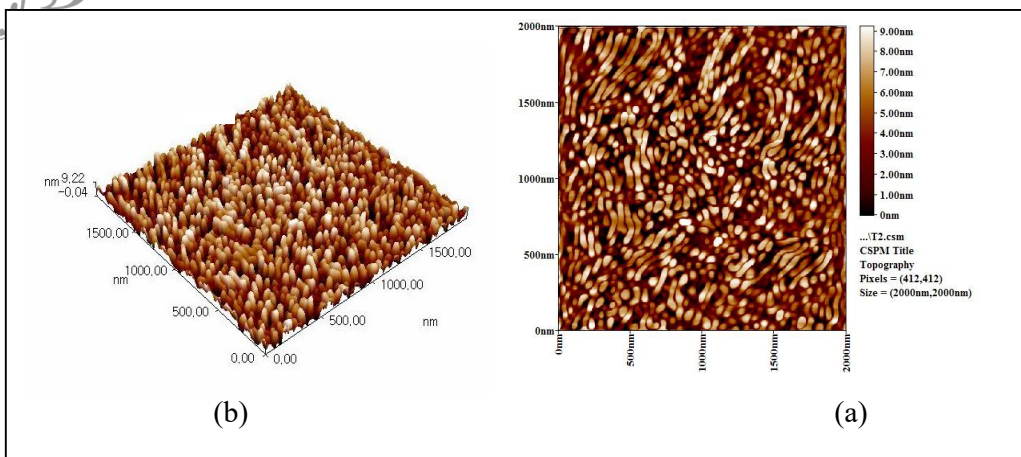 nm 9,22
-0,04
1500,00
1000,00
nm
500,00
0,00
0,00
500,00
1000,00
1500,00
nm
(b)
2000nm
1500nm
1000nm
500nm
0nm
0nm
500nm
1000nm
1500nm
2000nm
9.00nm
8.00nm
7.00nm
6.00nm
5.00nm
4.00nm
3.00nm
2.00nm
1.00nm
0nm
...\T2.csm
CSPM Title
Topography
Pixels = (412,412)
Size = (2000nm,2000nm)
(a)